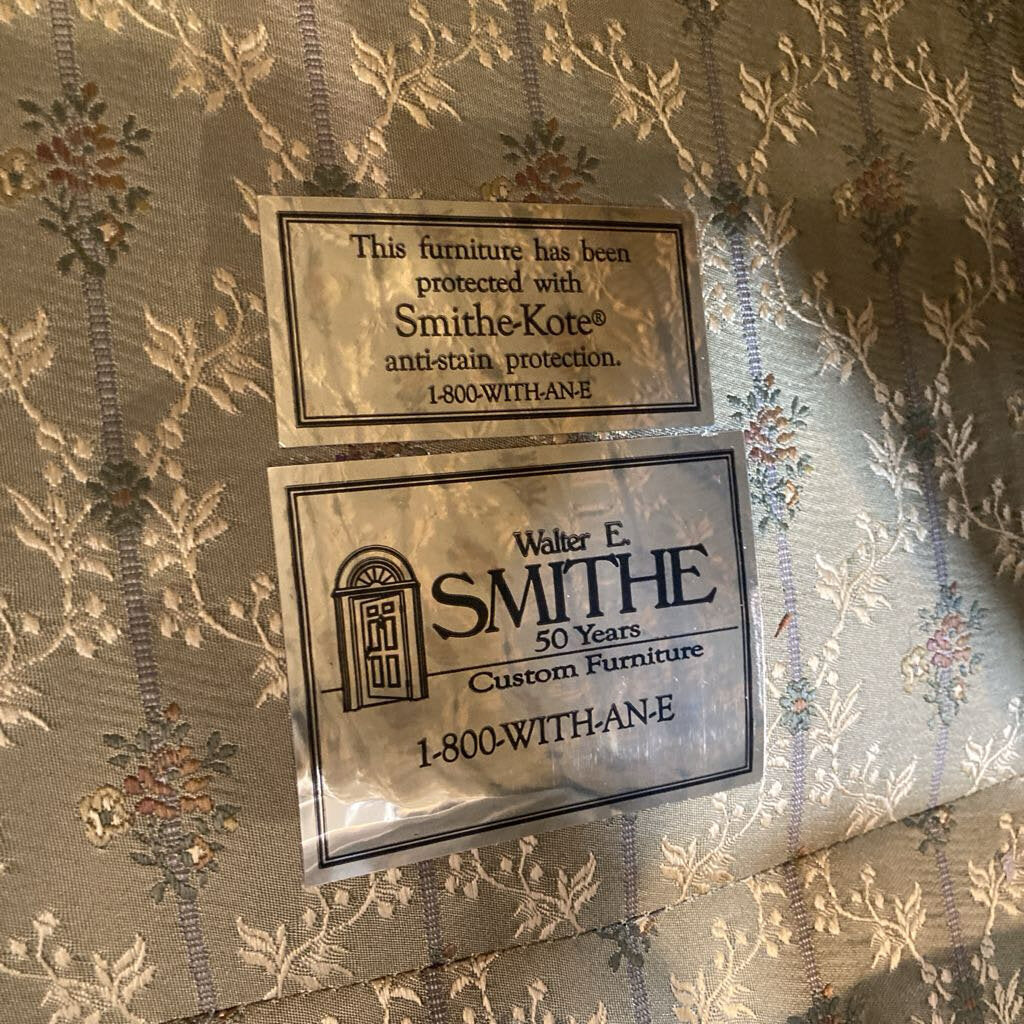 This furniture has been
protected with
Smithe-Kote®
anti-stain protection.
1-800-WITH-AN-E
Walter E.
SMITHE
50 Years
Custom Furniture
1-800-WITH-AN-E